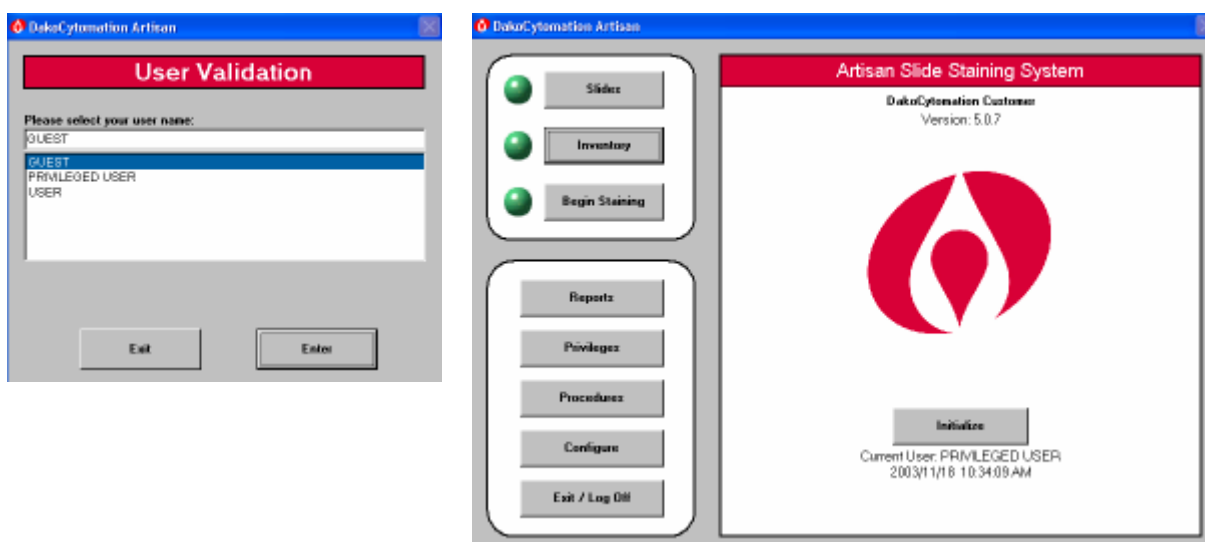 DakoCytomation Artisan
User Validation
Please select your user name:
GUEST
GUEST
PRIVILEGED USER
USER
Exit
Enter
DakoCytomation Artisan
Slides
Inventory
Begin Staining
Reports
Privileges
Procedures
Configure
Exit / Log Off
Artisan Slide Staining System
DakoCytomation Customer
Version: 5.0.7
Initialize
Current User: PRIVILEGED USER
2003/11/18 10:34:09 AM